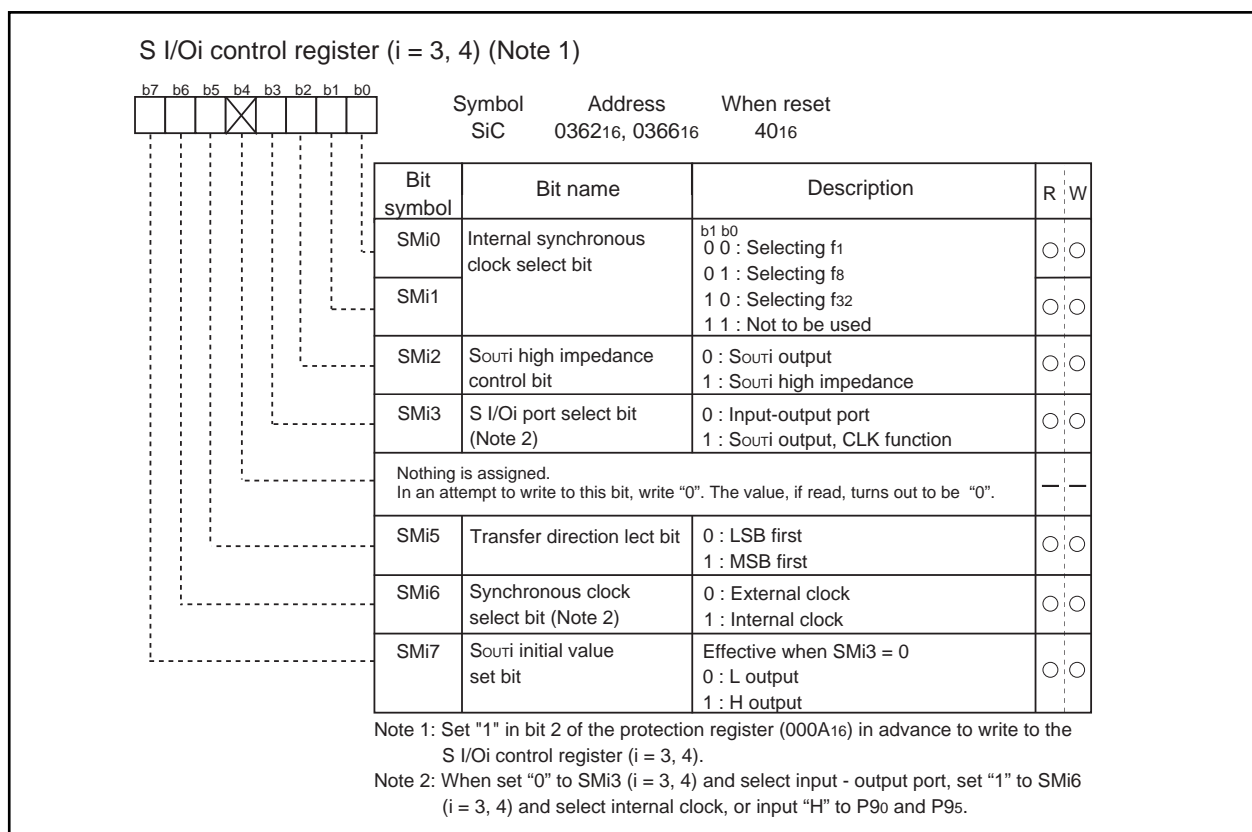 S I/Oi control register (i = 3, 4) (Note 1)
b7 b6 b5 b4 b3 b2 b1 b0
Symbol Address When reset
SiC 036216, 036616 4016
Bit symbol Bit name Description R W
SMi0 Internal synchronous clock select bit
b1 b0
0 0 : Selecting f1
0 1 : Selecting f8
SMi1
1 0 : Selecting f32
1 1 : Not to be used
SMi2 SOUTi high impedance control bit
0 : SOUTi output
1 : SOUTi high impedance
SMi3 S I/Oi port select bit (Note 2)
0 : Input-output port
1 : SOUTi output, CLK function
Nothing is assigned.
In an attempt to write to this bit, write “0”. The value, if read, turns out to be “0”.
SMi5 Transfer direction lect bit
0 : LSB first
1 : MSB first
SMi6 Synchronous clock select bit (Note 2)
0 : External clock
1 : Internal clock
SMi7 SOUTi initial value set bit
Effective when SMi3 = 0
0 : L output
1 : H output
Note 1: Set "1" in bit 2 of the protection register (000A16) in advance to write to the
S I/Oi control register (i = 3, 4).
Note 2: When set “0” to SMi3 (i = 3, 4) and select input - output port, set “1” to SMi6
(i = 3, 4) and select internal clock, or input “H” to P90 and P95.